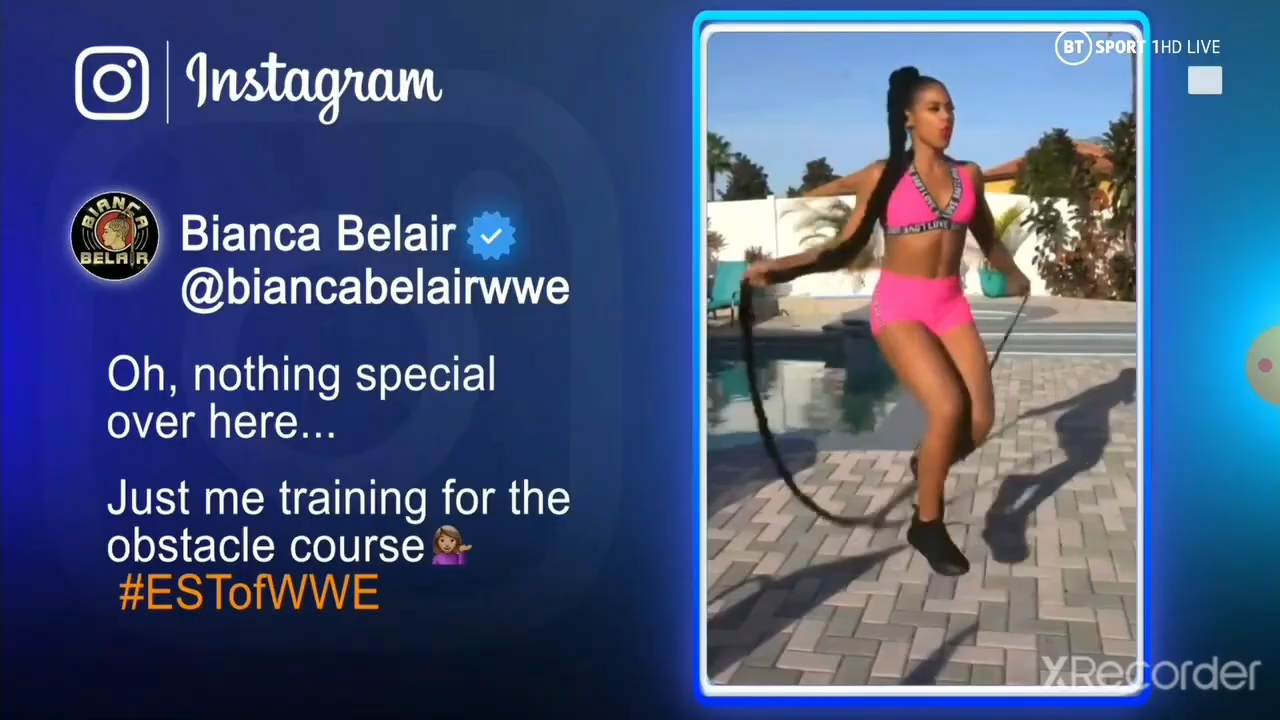 BT SPORT 1HD LIVE
Instagram
BIANCA
BELAIR
Bianca Belair
@biancabelairwwe
Oh, nothing special
over here...
Just me training for the
obstacle course💁🏽‍♀️
#ESTofWWE
XRecorder